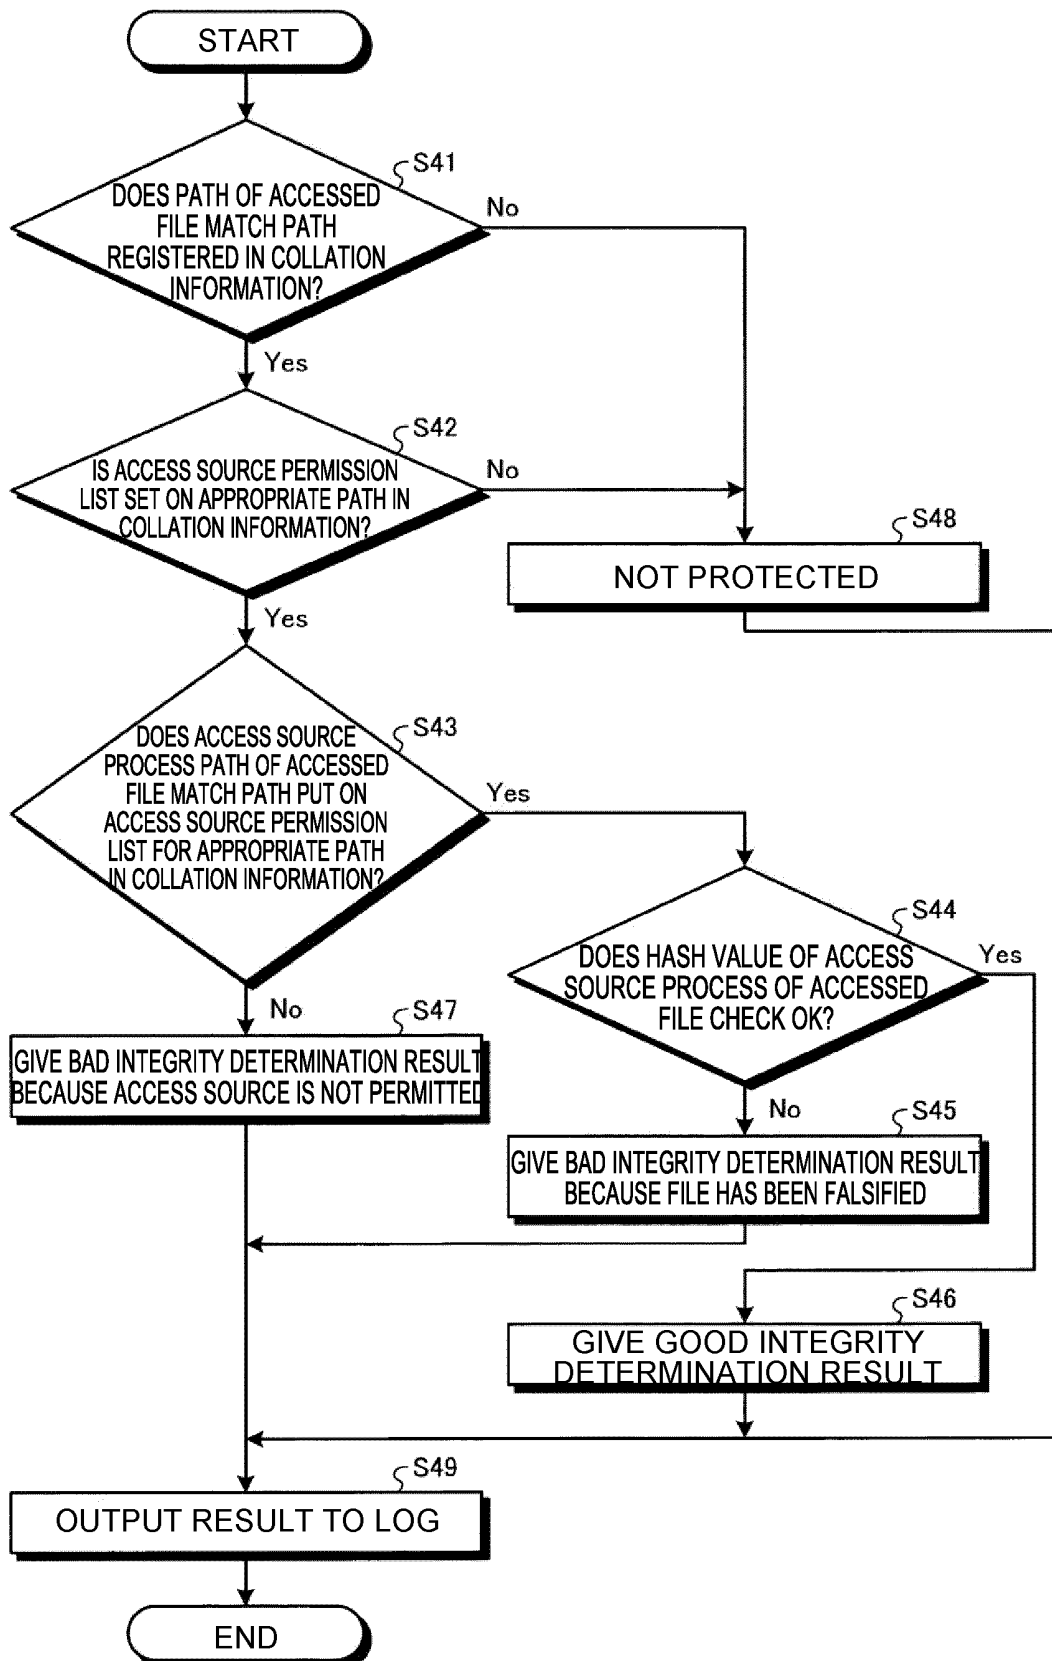 START
S41
DOES PATH OF ACCESSED
FILE MATCH PATH
REGISTERED IN COLLATION
INFORMATION?
No
Yes
S42
IS ACCESS SOURCE PERMISSION
LIST SET ON APPROPRIATE PATH IN
COLLATION INFORMATION?
No
Yes
S48
NOT PROTECTED
S43
DOES ACCESS SOURCE
PROCESS PATH OF ACCESSED
FILE MATCH PATH PUT ON
ACCESS SOURCE PERMISSION
LIST FOR APPROPRIATE PATH
IN COLLATION INFORMATION?
Yes
No
S44
DOES HASH VALUE OF ACCESS
SOURCE PROCESS OF ACCESSED
FILE CHECK OK?
Yes
No
S47
GIVE BAD INTEGRITY DETERMINATION RESULT
BECAUSE ACCESS SOURCE IS NOT PERMITTED
S45
GIVE BAD INTEGRITY DETERMINATION RESULT
BECAUSE FILE HAS BEEN FALSIFIED
S46
GIVE GOOD INTEGRITY
DETERMINATION RESULT
S49
OUTPUT RESULT TO LOG
END